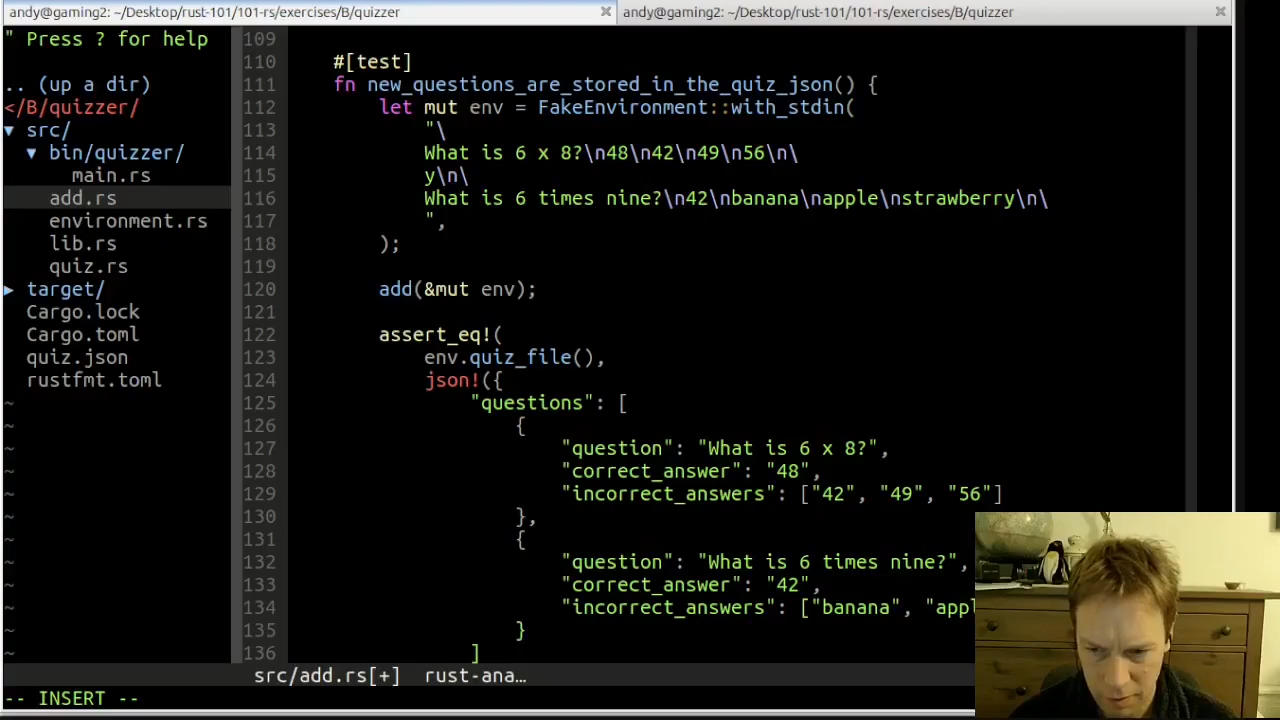 andy@gaming2: ~/Desktop/rust-101/101-rs/exercises/B/quizzer
andy@gaming2: ~/Desktop/rust-101/101-rs/exercises/B/quizzer
" Press ? for help
.. (up a dir)
</B/quizzer/
▼ src/
▼ bin/quizzer/
main.rs
add.rs
environment.rs
lib.rs
quiz.rs
▶ target/
Cargo.lock
Cargo.toml
quiz.json
rustfmt.toml
~
~
~
~
~
~
~
~
~
~
~
~
109
110 #[test]
111 fn new_questions_are_stored_in_the_quiz_json() {
112 let mut env = FakeEnvironment::with_stdin(
113 "\
114 What is 6 x 8?\n48\n42\n49\n56\n\
115 y\n\
116 What is 6 times nine?\n42\nbanana\napple\nstrawberry\n\
117 ",
118 );
119
120 add(&mut env);
121
122 assert_eq!(
123 env.quiz_file(),
124 json!({
125 "questions": [
126 {
127 "question": "What is 6 x 8?",
128 "correct_answer": "48",
129 "incorrect_answers": ["42", "49", "56"]
130 },
131 {
132 "question": "What is 6 times nine?",
133 "correct_answer": "42",
134 "incorrect_answers": ["banana", "appl
135 }
136 ]
src/add.rs[+] rust-ana…
-- INSERT --